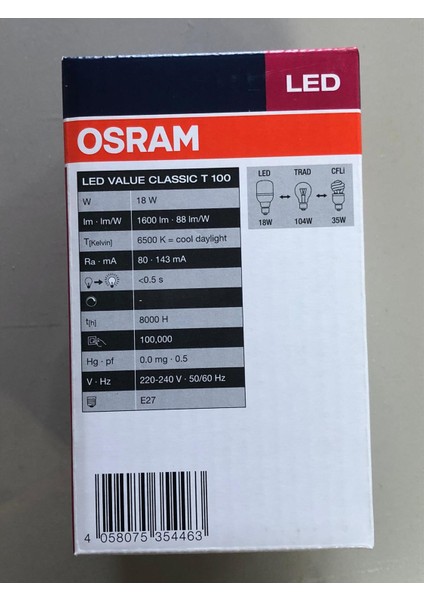 LED
OSRAM
LED VALUE CLASSIC T 100
W 18 W
lm · lm/W 1600 lm · 88 lm/W
T[Kelvin] 6500 K = cool daylight
Ra · mA 80 · 143 mA
<0.5 s
-
t[h] 8000 H
100,000
Hg · pf 0.0 mg · 0.5
V · Hz 220-240 V · 50/60 Hz
E27
LED TRAD CFLi
18W 104W 35W
4 058075 354463